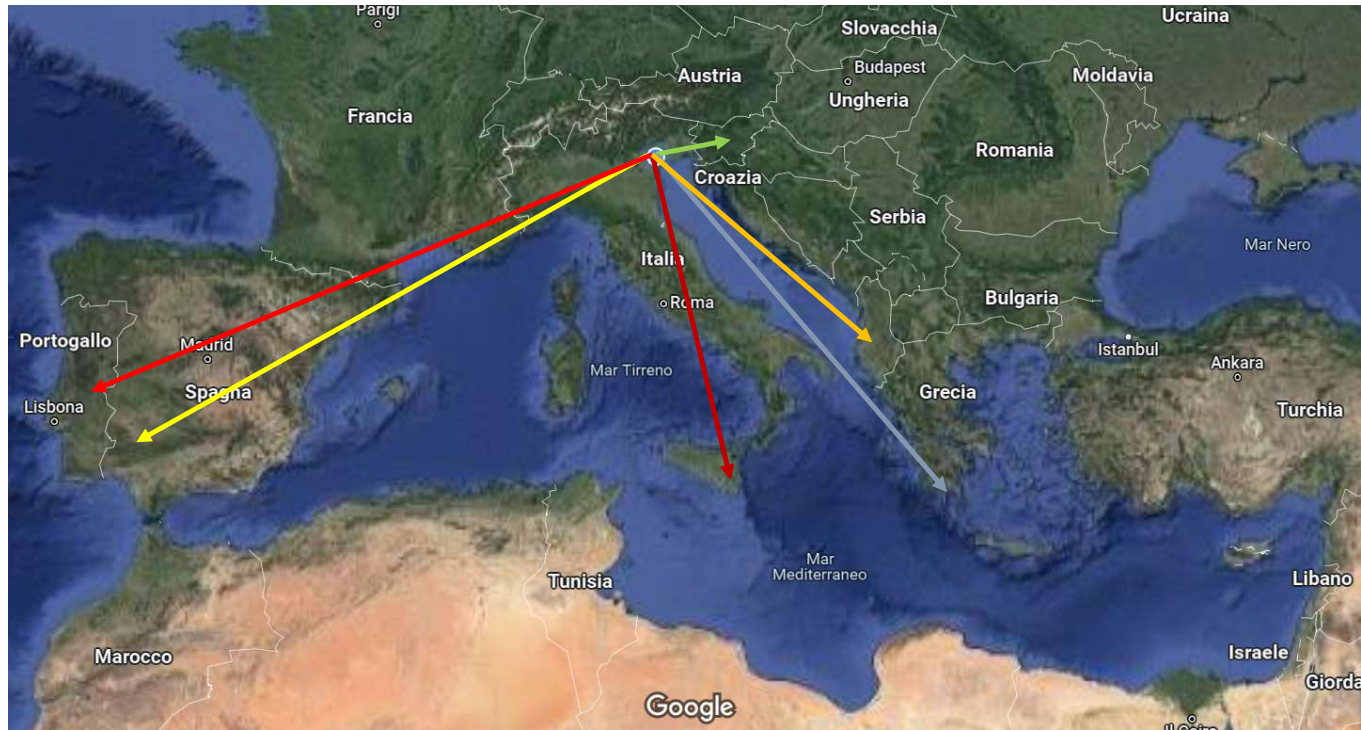 Parigi
Slovacchia
Ucraina
Austria
Budapest
Moldavia
Ungheria
Francia
Romania
Croazia
Serbia
Mar Nero
Italia
Bulgaria
Roma
Portogallo
Madrid
Istanbul
Ankara
Mar Tirreno
Spagna
Grecia
Lisbona
Turchia
Mar
Mediterraneo
Tunisia
Libano
Marocco
Israele
Giorda
Google
Il Cairo